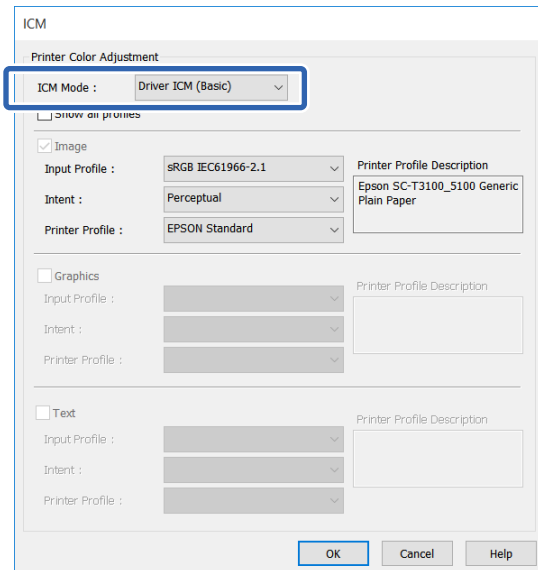 ICM
Printer Color Adjustment
ICM Mode : Driver ICM (Basic)
Show all profiles
Image
Input Profile : sRGB IEC61966-2.1
Printer Profile Description
Intent : Perceptual
Epson SC-T3100_5100 Generic
Plain Paper
Printer Profile : EPSON Standard
Graphics
Printer Profile Description
Input Profile :
Intent :
Printer Profile :
Text
Printer Profile Description
Input Profile :
Intent :
Printer Profile :
OK Cancel Help